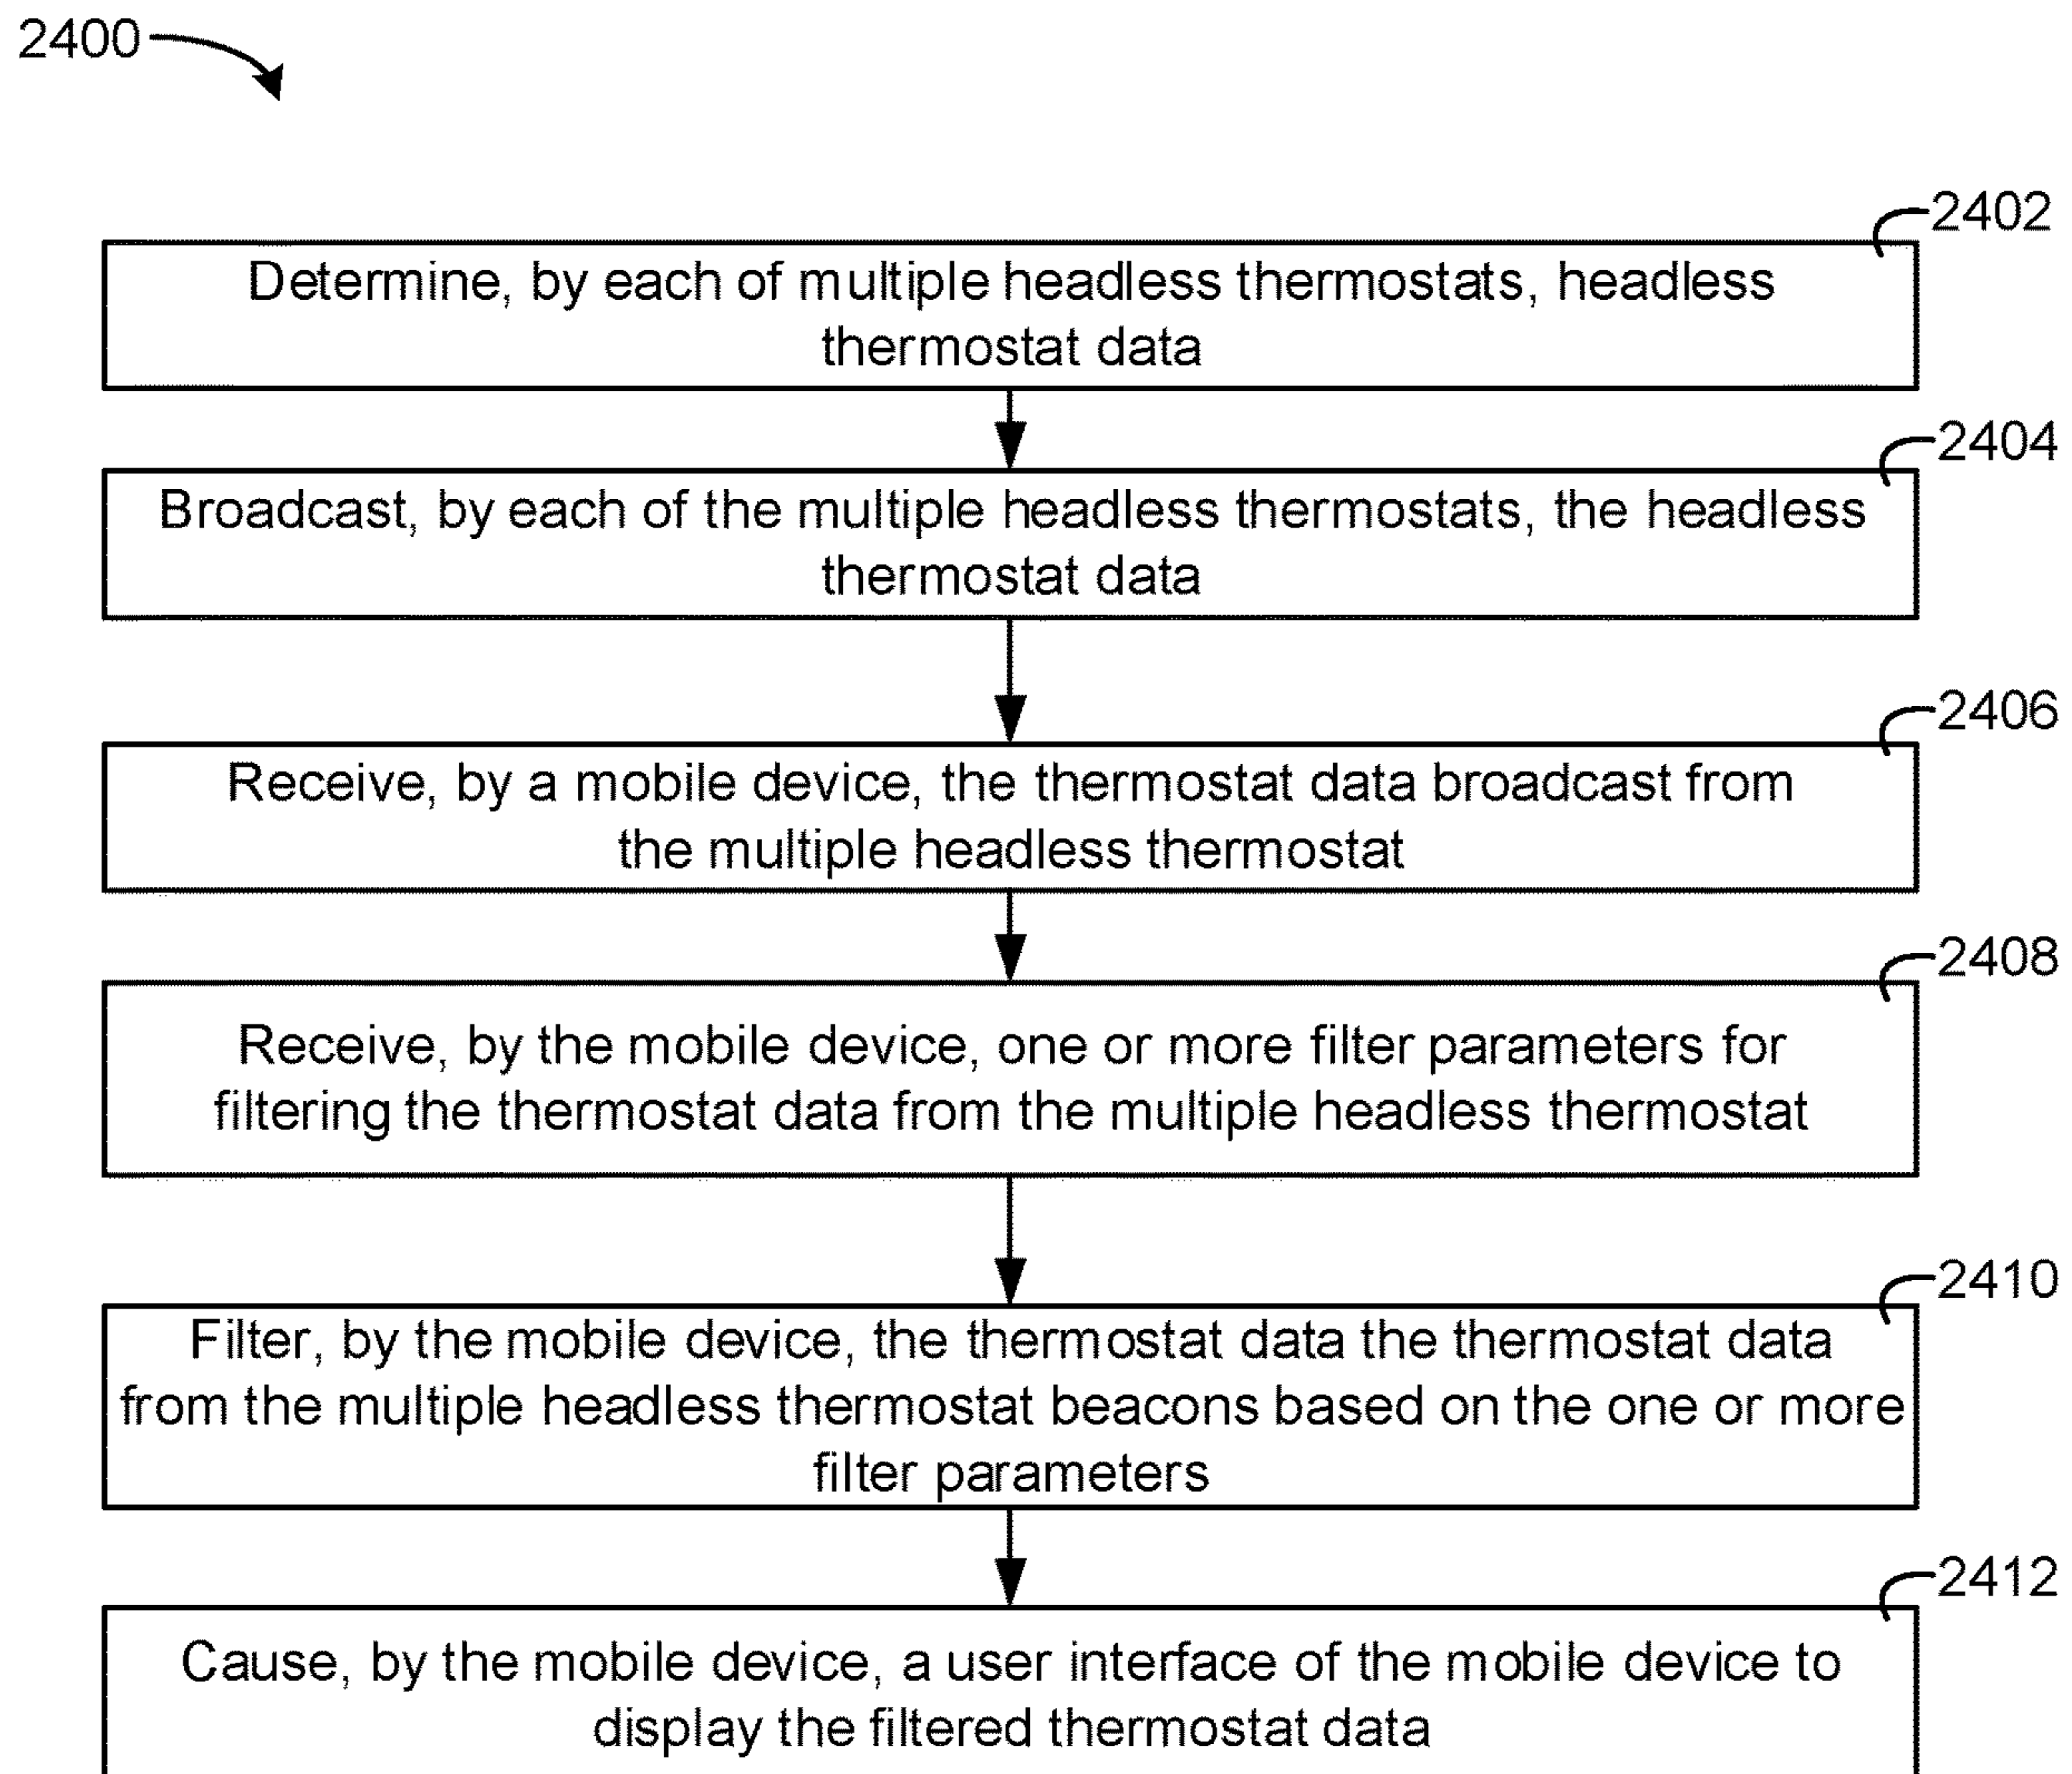 2400
2402
Determine, by each of multiple headless thermostats, headless
thermostat data
2404
Broadcast, by each of the multiple headless thermostats, the headless
thermostat data
2406
Receive, by a mobile device, the thermostat data broadcast from
the multiple headless thermostat
2408
Receive, by the mobile device, one or more filter parameters for
filtering the thermostat data from the multiple headless thermostat
2410
Filter, by the mobile device, the thermostat data the thermostat data
from the multiple headless thermostat beacons based on the one or more
filter parameters
2412
Cause, by the mobile device, a user interface of the mobile device to
display the filtered thermostat data